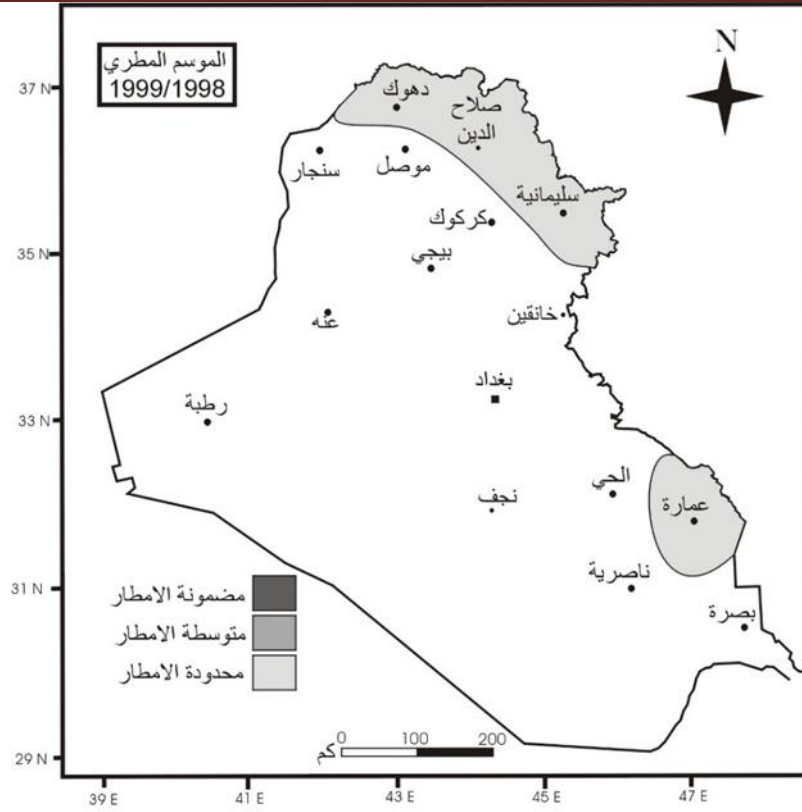 الموسم المطري
1999/1998
N
37 N
35 N
33 N
31 N
29 N
دهوك
صلاح
الدين
موصل
سنجار
سليمانية
كركوك
بيجي
خانقين
عنه
بغداد
رطبة
الحي
نجف
عمارة
ناصرية
بصرة
مضمونة الامطار
متوسطة الامطار
محدودة الامطار
0 100 200
كم
39 E 41 E 43 E 45 E 47 E